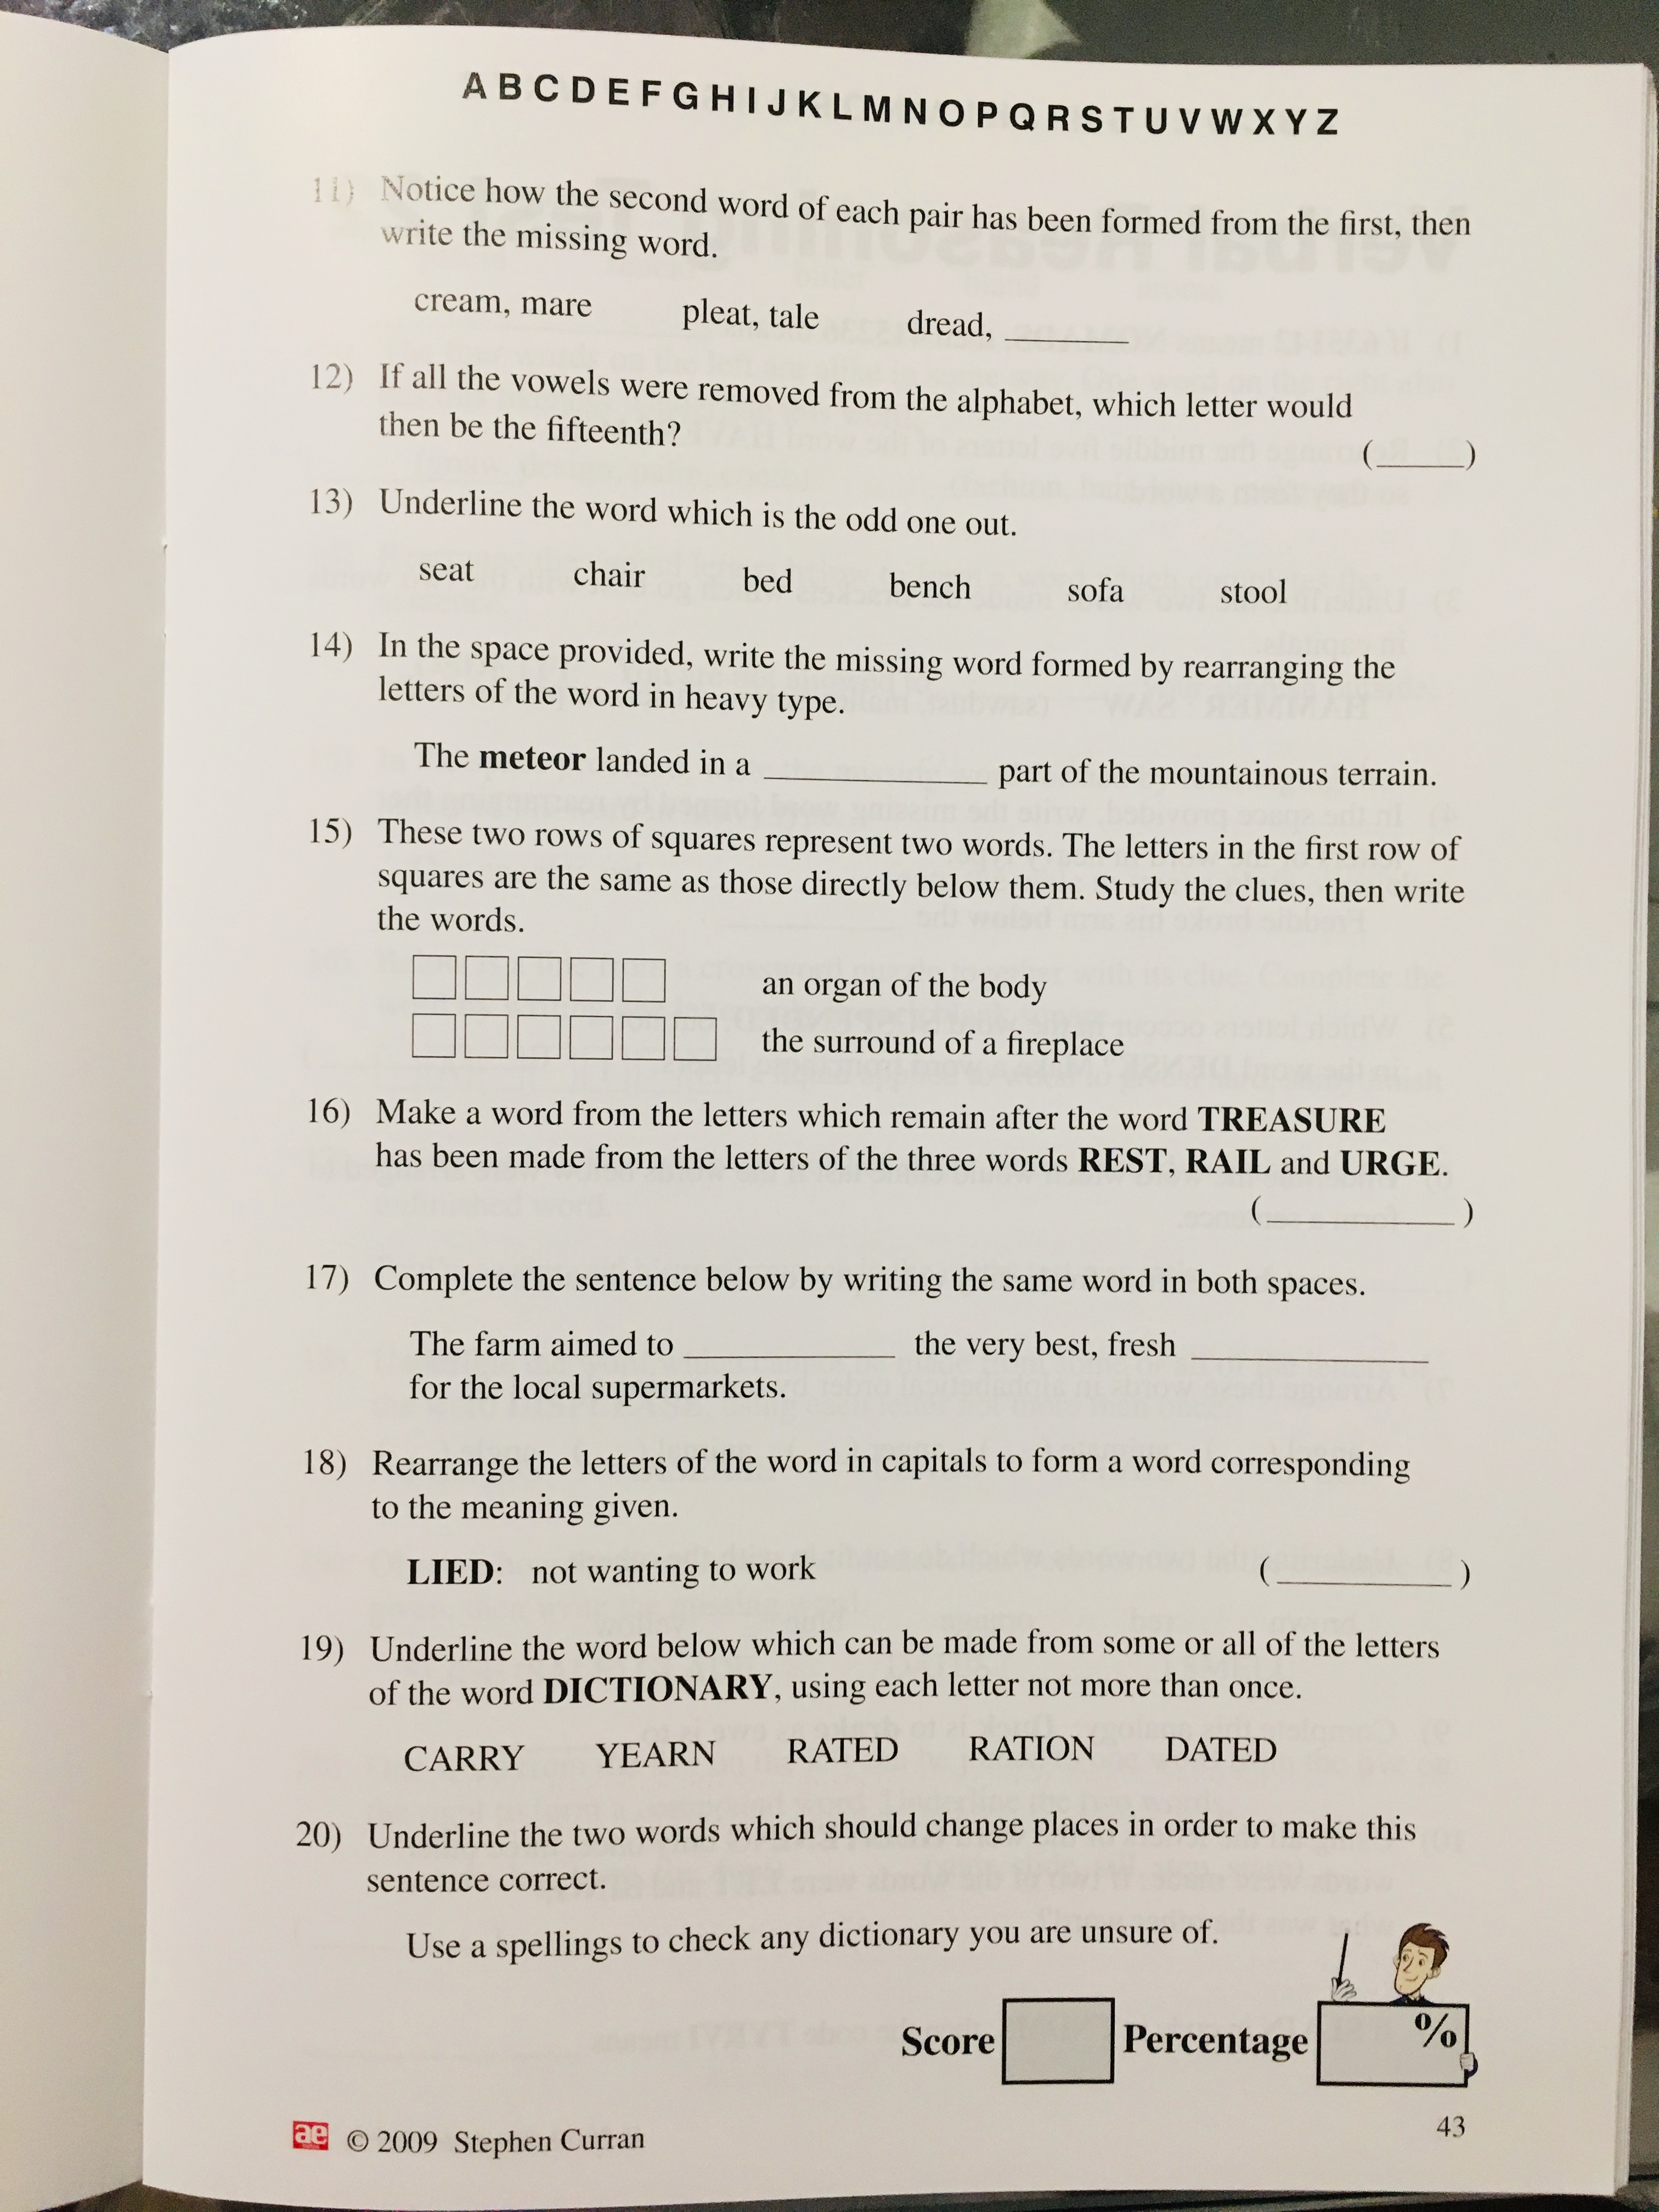 A B C D E F G H I J K L M N O P Q R S T U V W X Y Z
11) Notice how the second word of each pair has been formed from the first, then
write the missing word.
cream, mare pleat, tale dread, ______
12) If all the vowels were removed from the alphabet, which letter would
then be the fifteenth?
(_____)
13) Underline the word which is the odd one out.
seat chair bed bench sofa stool
14) In the space provided, write the missing word formed by rearranging the
letters of the word in heavy type.
The meteor landed in a __________ part of the mountainous terrain.
15) These two rows of squares represent two words. The letters in the first row of
squares are the same as those directly below them. Study the clues, then write
the words.
an organ of the body
the surround of a fireplace
16) Make a word from the letters which remain after the word TREASURE
has been made from the letters of the three words REST, RAIL and URGE.
(__________)
17) Complete the sentence below by writing the same word in both spaces.
The farm aimed to __________ the very best, fresh __________
for the local supermarkets.
18) Rearrange the letters of the word in capitals to form a word corresponding
to the meaning given.
LIED: not wanting to work (__________)
19) Underline the word below which can be made from some or all of the letters
of the word DICTIONARY, using each letter not more than once.
CARRY YEARN RATED RATION DATED
20) Underline the two words which should change places in order to make this
sentence correct.
Use a spellings to check any dictionary you are unsure of.
Score Percentage %
ae © 2009 Stephen Curran
43